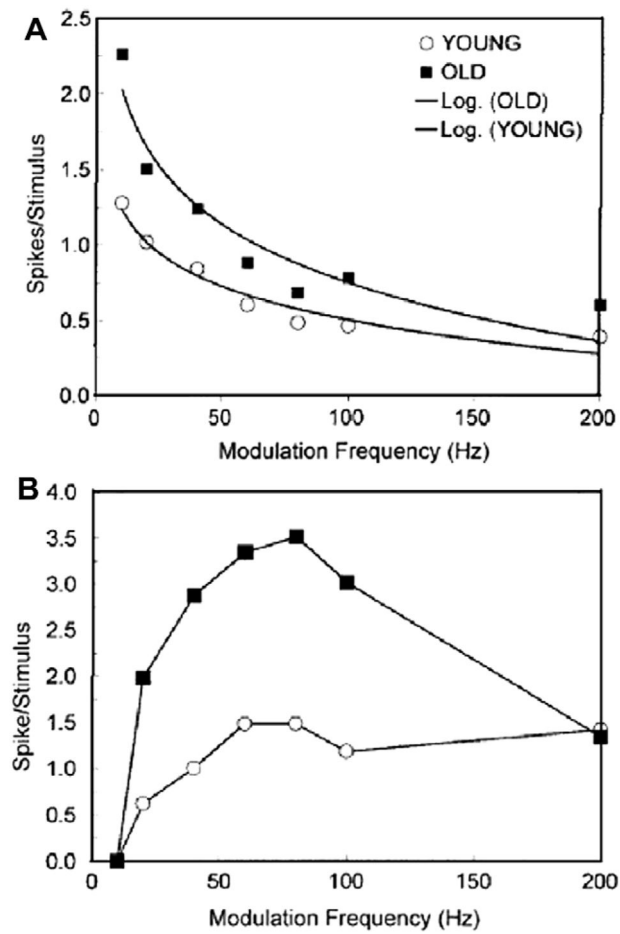 A
2.5
2.0
1.5
1.0
0.5
0.0
Spikes/Stimulus
YOUNG
OLD
Log. (OLD)
Log. (YOUNG)
0 50 100 150 200
Modulation Frequency (Hz)
B
4.0
3.5
3.0
2.5
2.0
1.5
1.0
0.5
0.0
Spike/Stimulus
0 50 100 150 200
Modulation Frequency (Hz)